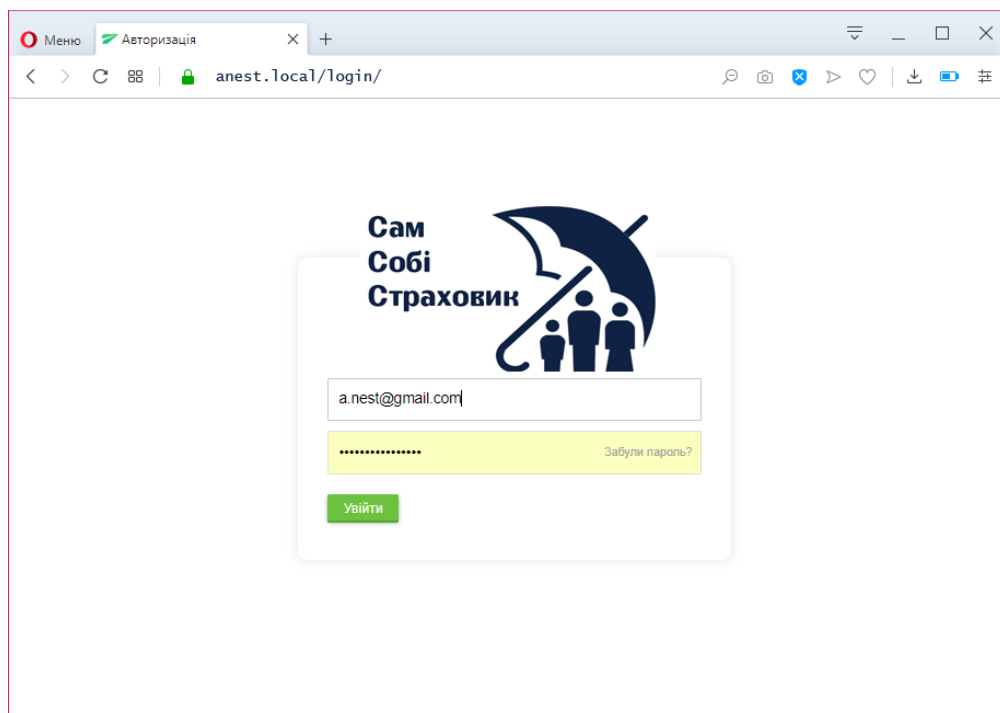 Меню
Авторизація
anest.local/login/
Сам
Собі
Страховик
a.nest@gmail.com
•••••••••••••••• Забули пароль?
Увійти